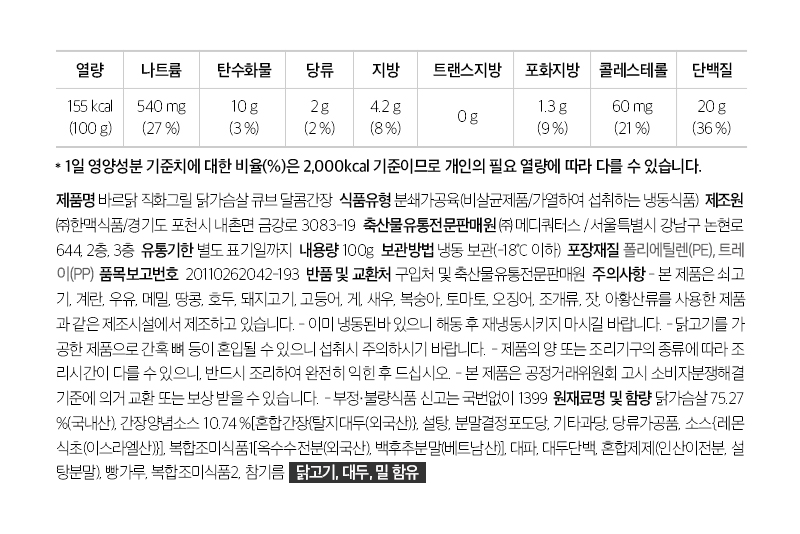 열량 나트륨 탄수화물 당류 지방 트랜스지방 포화지방 콜레스테롤 단백질
155 kcal (100 g) 540 mg (27 %) 10 g (3 %) 2 g (2 %) 4.2 g (8 %) 0 g 1.3 g (9 %) 60 mg (21 %) 20 g (36 %)
* 1일 영양성분 기준치에 대한 비율(%)은 2,000kcal 기준이므로 개인의 필요 열량에 따라 다를 수 있습니다.
제품명 바르닭 직화그릴 닭가슴살 큐브 달콤간장 식품유형 분쇄가공육(비살균제품/가열하여 섭취하는 냉동식품) 제조원
㈜한맥식품/경기도 포천시 내촌면 금강로 3083-19 축산물유통전문판매원 ㈜메디쿼터스 / 서울특별시 강남구 논현로
644, 2층, 3층 유통기한 별도 표기일까지 내용량 100g 보관방법 냉동 보관(-18℃ 이하) 포장재질 폴리에틸렌(PE), 트레
이(PP) 품목보고번호 20110262042-193 반품 및 교환처 구입처 및 축산물유통전문판매원 주의사항 - 본 제품은 쇠고
기, 계란, 우유, 메밀, 땅콩, 호두, 돼지고기, 고등어, 게, 새우, 복숭아, 토마토, 오징어, 조개류, 잣, 아황산류를 사용한 제품
과 같은 제조시설에서 제조하고 있습니다. - 이미 냉동된바 있으니 해동 후 재냉동시키지 마시길 바랍니다. - 닭고기를 가
공한 제품으로 간혹 뼈 등이 혼입될 수 있으니 섭취시 주의하시기 바랍니다. - 제품의 양 또는 조리기구의 종류에 따라 조
리시간이 다를 수 있으니, 반드시 조리하여 완전히 익힌 후 드십시오. - 본 제품은 공정거래위원회 고시 소비자분쟁해결
기준에 의거 교환 또는 보상 받을 수 있습니다. - 부정·불량식품 신고는 국번없이 1399 원재료명 및 함량 닭가슴살 75.27
%(국내산), 간장양념소스 10.74 %[혼합간장{탈지대두(외국산)}, 설탕, 분말결정포도당, 기타과당, 당류가공품, 소스{레몬
식초(이스라엘산)}], 복합조미식품1[옥수수전분(외국산), 백후추분말(베트남산)], 대파, 대두단백, 혼합제제(인산이전분, 설
탕분말), 빵가루, 복합조미식품2, 참기름 닭고기, 대두, 밀 함유